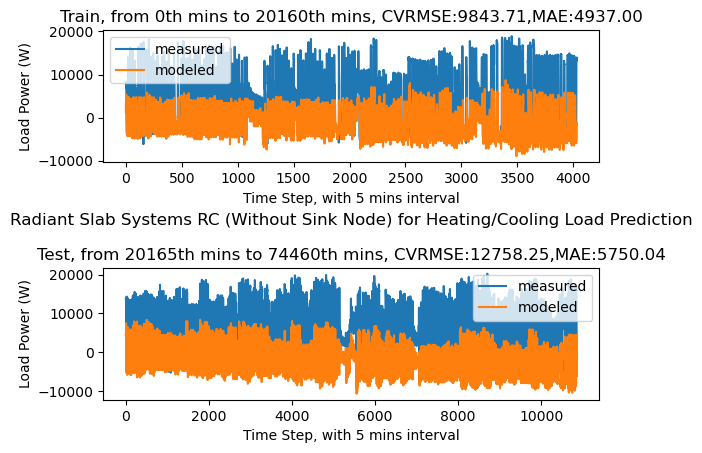 Train, from 0th mins to 20160th mins, CVRMSE:9843.71,MAE:4937.00
20000
10000
0
−10000
Load Power (W)
measured
modeled
0 500 1000 1500 2000 2500 3000 3500 4000
Time Step, with 5 mins interval
Radiant Slab Systems RC (Without Sink Node) for Heating/Cooling Load Prediction
Test, from 20165th mins to 74460th mins, CVRMSE:12758.25,MAE:5750.04
20000
10000
0
−10000
Load Power (W)
measured
modeled
0 2000 4000 6000 8000 10000
Time Step, with 5 mins interval